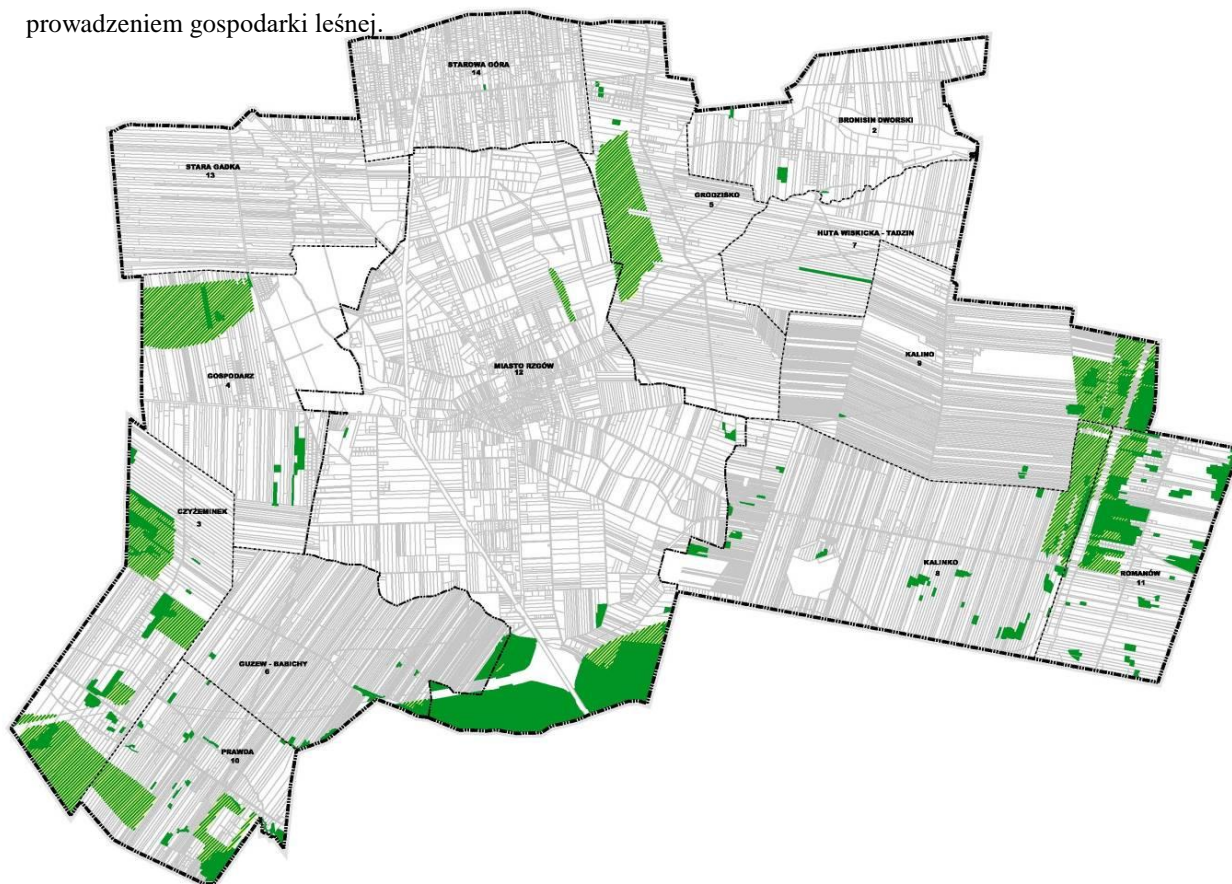 prowadzeniem gospodarki leśnej.
STAROWA GÓRA
14
BRONISIN DWORSKI
2
STARA GADKA
13
GRODZISKO
5
HUTA WISKICKA - TADZIN
7
KALINO
9
MIASTO RZGÓW
12
GOSPODARZ
4
CZYŻEMINEK
3
KALINKO
8
ROMANÓW
11
GUZEW - BABICHY
6
PRAWDA
10